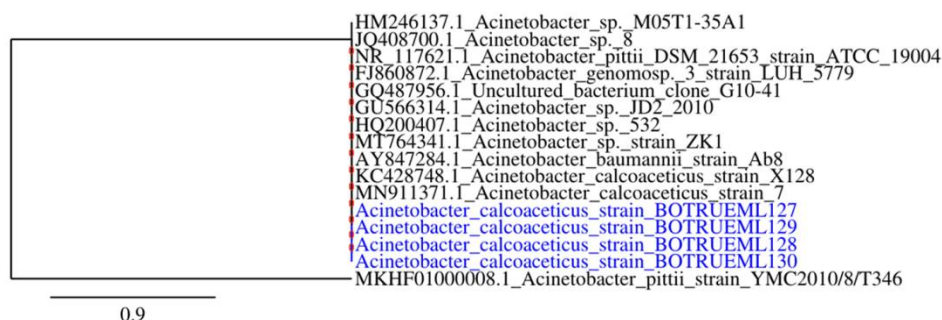 HM246137.1_Acinetobacter_sp._M05T1-35A1
JQ408700.1_Acinetobacter_sp._8
NR_117621.1_Acinetobacter_pittii_DSM_21653_strain_ATCC_19004
FJ860872.1_Acinetobacter_genomosp._3_strain_LUH_5779
GQ487956.1_Uncultured_bacterium_clone_G10-41
GU566314.1_Acinetobacter_sp._JD2_2010
HQ200407.1_Acinetobacter_sp._532
MT764341.1_Acinetobacter_sp._strain_ZK1
AY847284.1_Acinetobacter_baumannii_strain_Ab8
KC428748.1_Acinetobacter_calcoaceticus_strain_X128
MN911371.1_Acinetobacter_calcoaceticus_strain_7
Acinetobacter_calcoaceticus_strain_BOTRUEML127
Acinetobacter_calcoaceticus_strain_BOTRUEML129
Acinetobacter_calcoaceticus_strain_BOTRUEML128
Acinetobacter_calcoaceticus_strain_BOTRUEML130
MKHF01000008.1_Acinetobacter_pittii_strain_YMC2010/8/T346
0.9